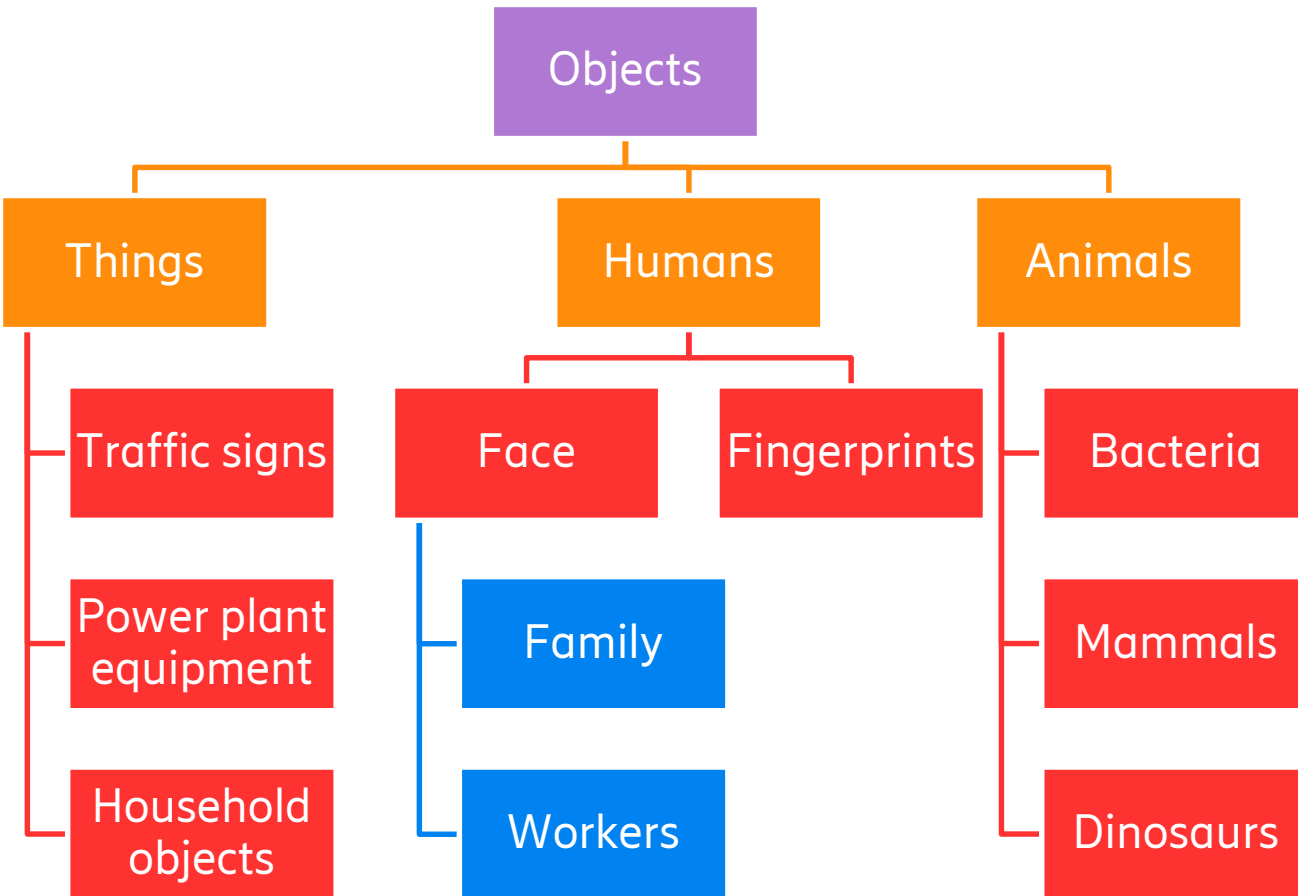 Objects
Things
Humans
Animals
Traffic signs
Face
Fingerprints
Bacteria
Power plant
equipment
Family
Mammals
Household
objects
Workers
Dinosaurs